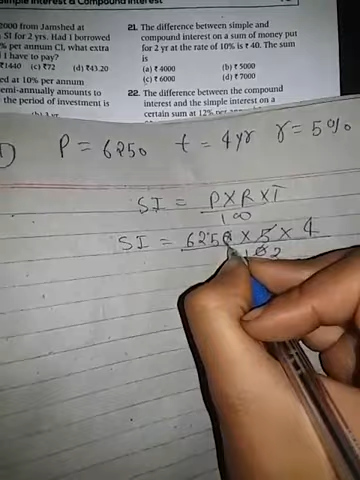 Simple Interest & Compound Interest
2000 from Jamshed at
SI for 2 yrs. Had I borrowed
% per annum CI, what extra
I have to pay?
₹1440 (c) ₹72 (d) ₹43.20
ed at 10% per annum
emi-annually amounts to
the period of investment is
21. The difference between simple and
compound interest on a sum of money put
for 2 yr at the rate of 10% is ₹ 40. The sum
is
(a) ₹ 4000 (b) ₹ 5000
(c) ₹ 6000 (d) ₹ 7000
22. The difference between the compound
interest and the simple interest on a
certain sum at 12% per
P = 6250 t = 4yr r = 5%
SI = P×R×T
100
SI = 6250 × 5 × 4